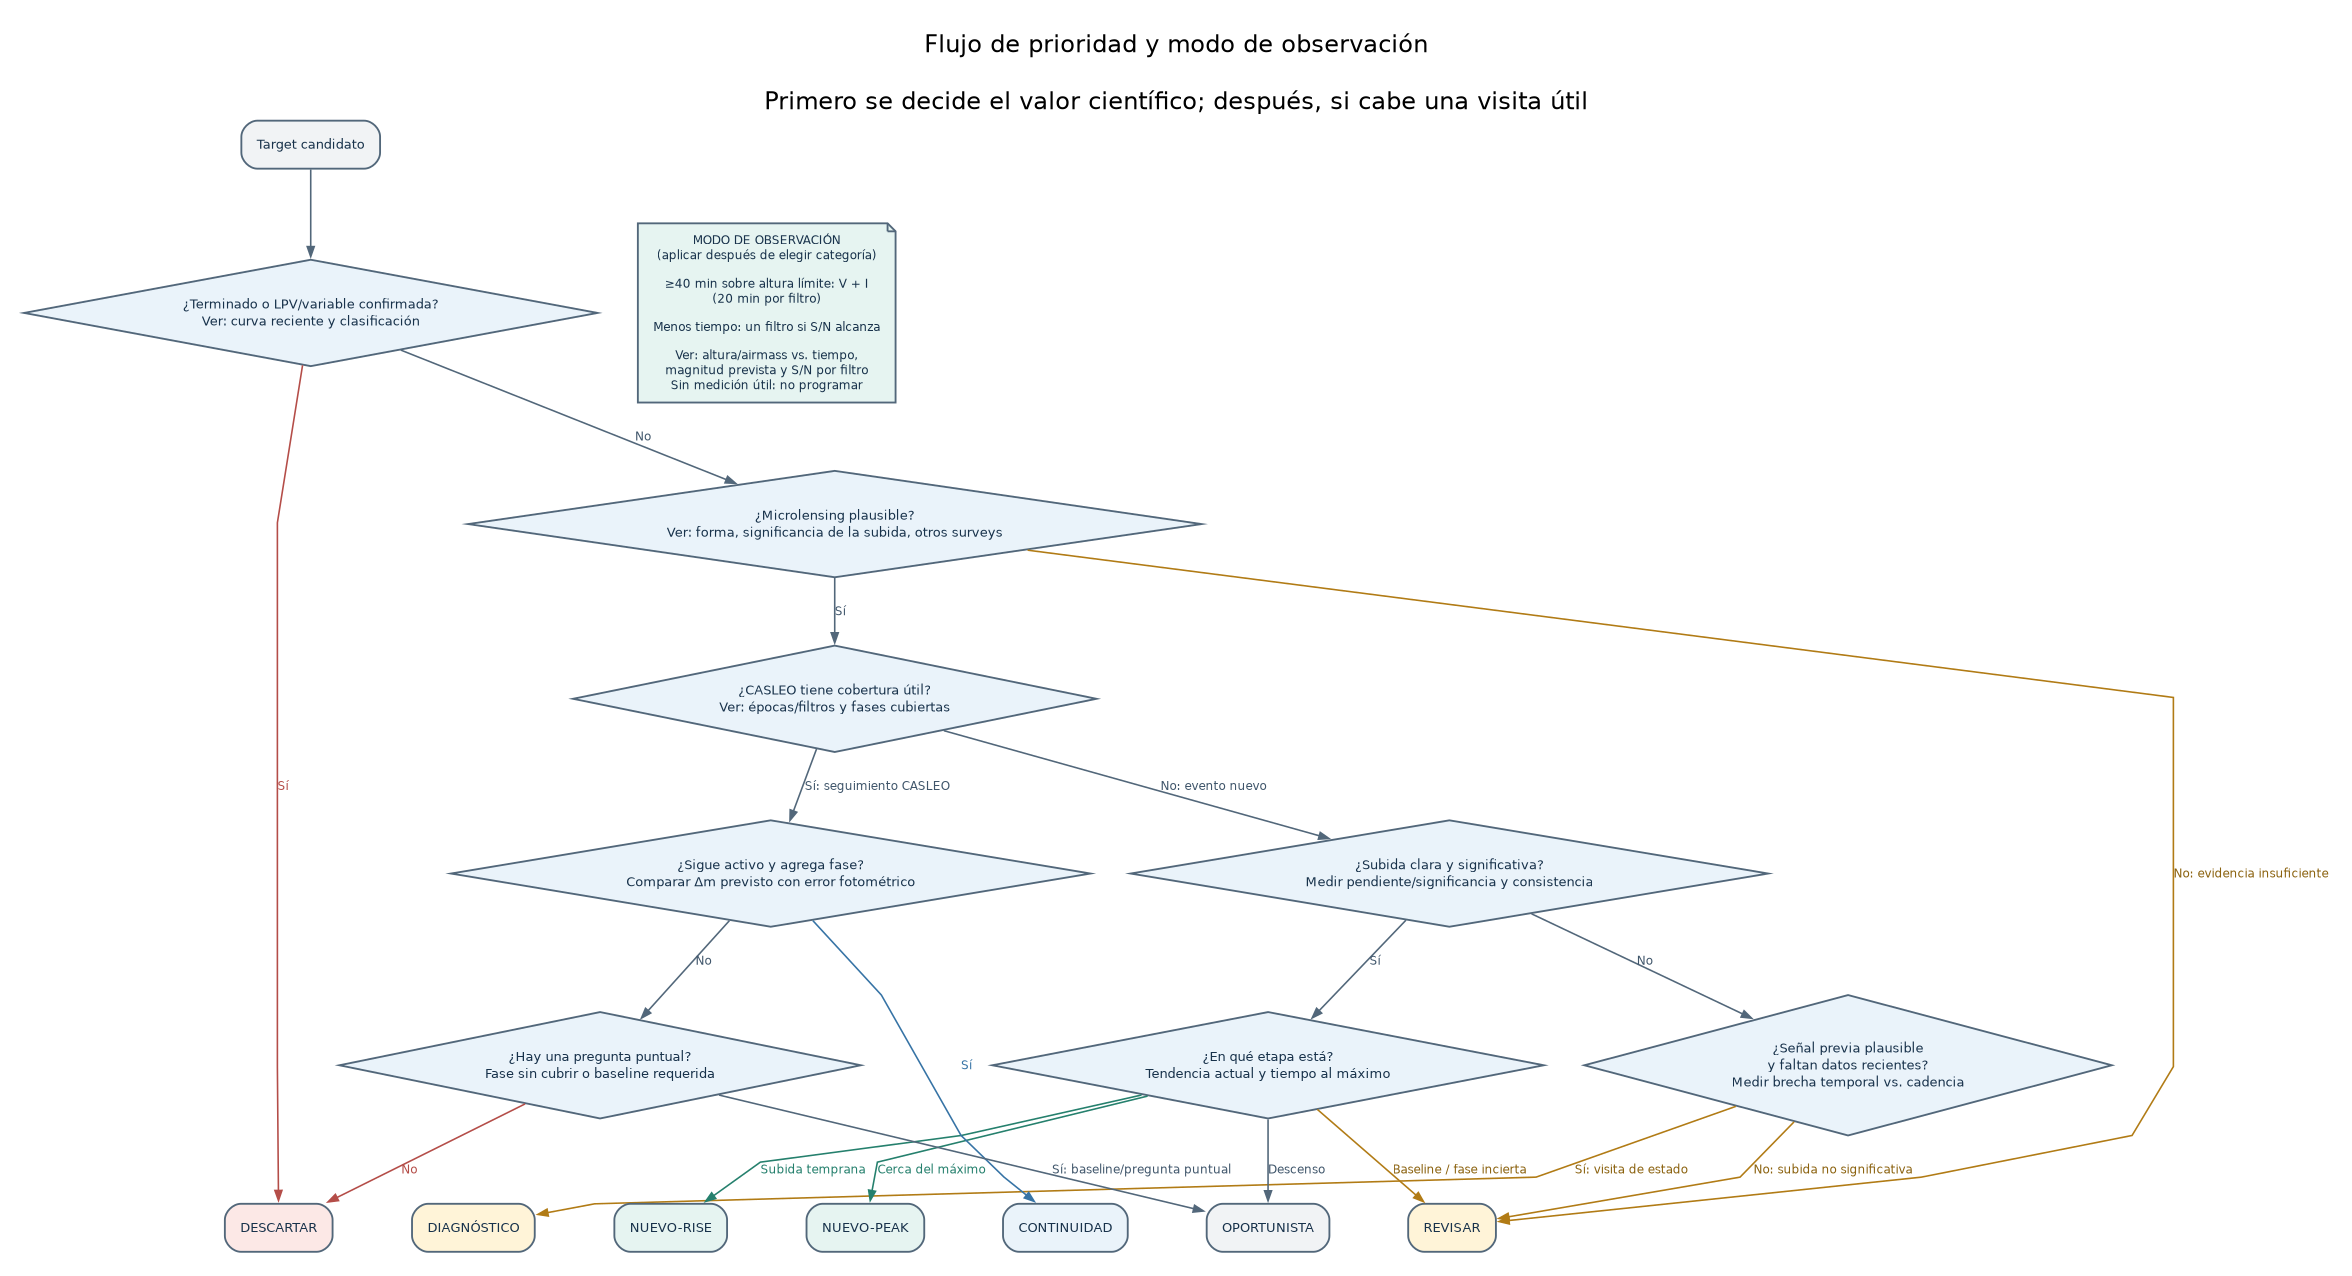 Flujo de prioridad y modo de observación
Primero se decide el valor científico; después, si cabe una visita útil
Target candidato
MODO DE OBSERVACIÓN
(aplicar después de elegir categoría)
≥40 min sobre altura límite: V + I
(20 min por filtro)
Menos tiempo: un filtro si S/N alcanza
Ver: altura/airmass vs. tiempo,
magnitud prevista y S/N por filtro
Sin medición útil: no programar
¿Terminado o LPV/variable confirmada?
Ver: curva reciente y clasificación
No
¿Microlensing plausible?
Ver: forma, significancia de la subida, otros surveys
Sí
¿CASLEO tiene cobertura útil?
Ver: épocas/filtros y fases cubiertas
Sí
Sí: seguimiento CASLEO
No: evento nuevo
¿Sigue activo y agrega fase?
Comparar Δm previsto con error fotométrico
¿Subida clara y significativa?
Medir pendiente/significancia y consistencia
No: evidencia insuficiente
No
Sí
No
¿Hay una pregunta puntual?
Fase sin cubrir o baseline requerida
Sí
¿En qué etapa está?
Tendencia actual y tiempo al máximo
¿Señal previa plausible
y faltan datos recientes?
Medir brecha temporal vs. cadencia
No
Subida temprana
Cerca del máximo
Sí: baseline/pregunta puntual
Descenso
Baseline / fase incierta
Sí: visita de estado
No: subida no significativa
DESCARTAR
DIAGNÓSTICO
NUEVO-RISE
NUEVO-PEAK
CONTINUIDAD
OPORTUNISTA
REVISAR